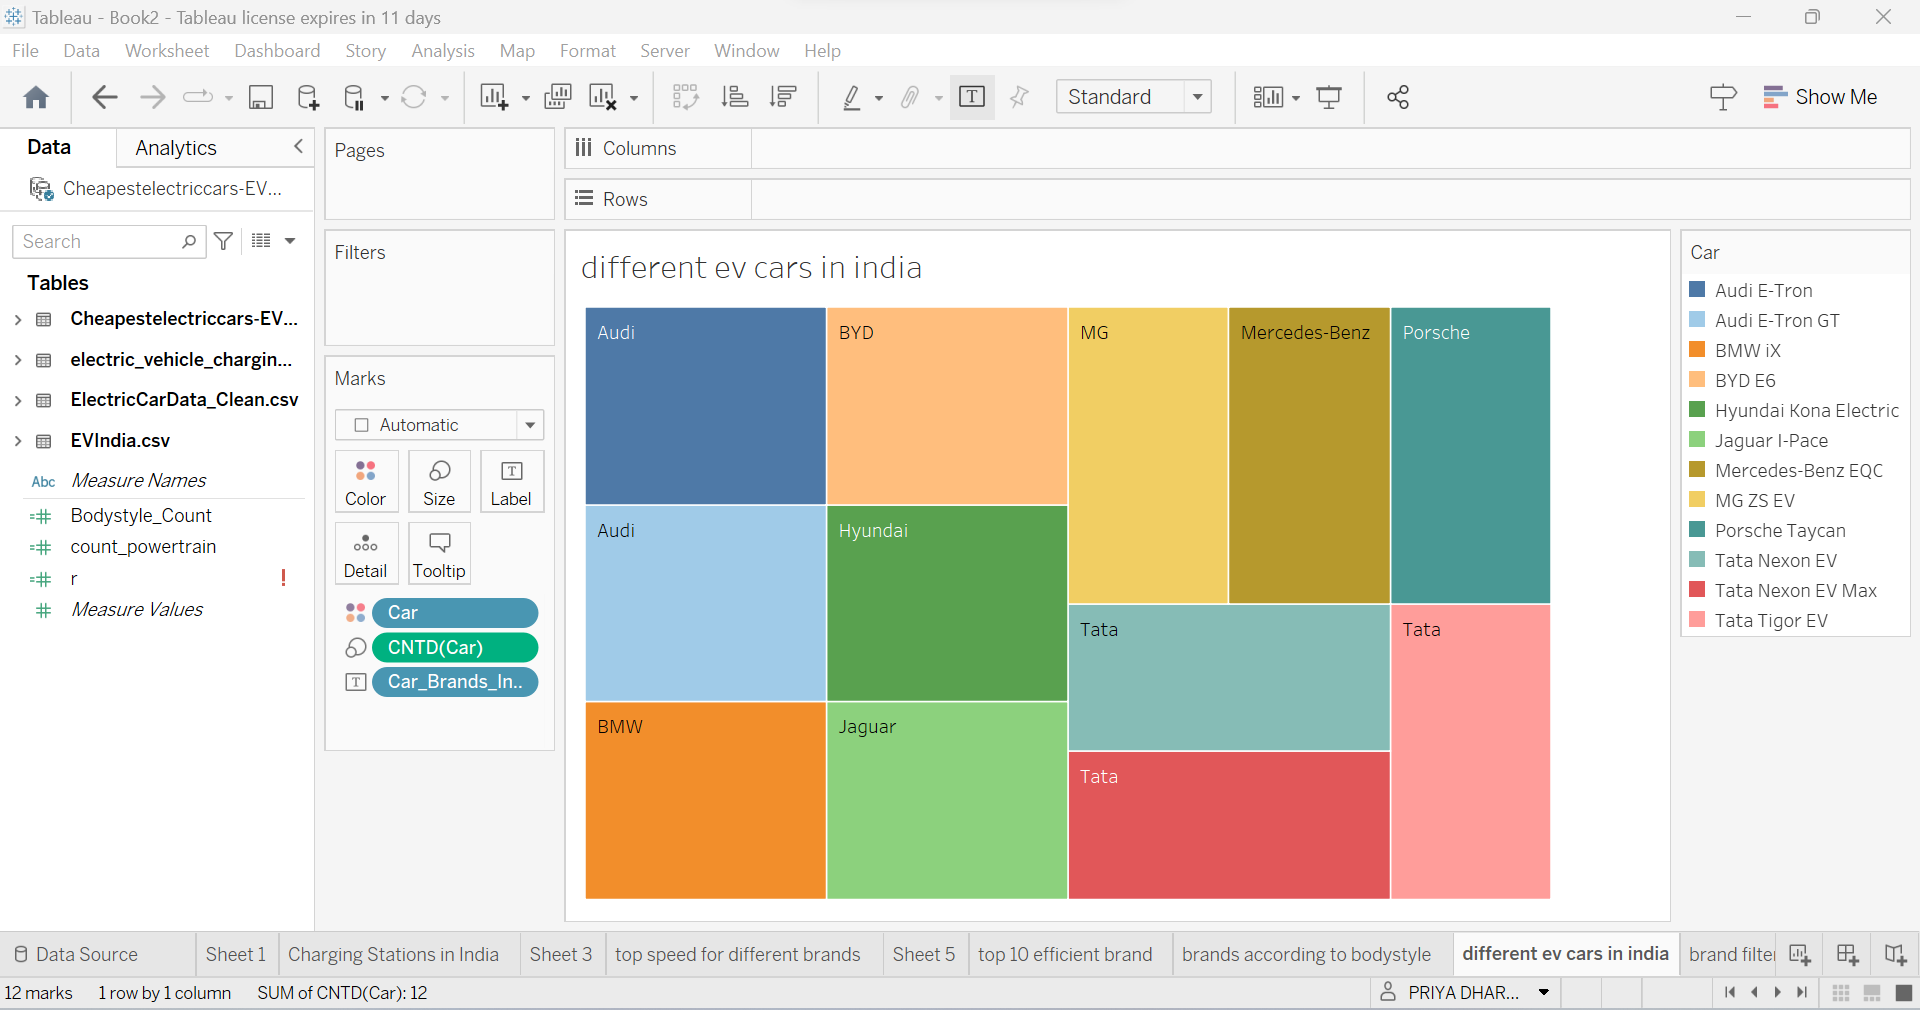 Tableau - Book2 - Tableau license expires in 11 days
File Data Worksheet Dashboard Story Analysis Map Format Server Window Help
Standard
Show Me
Data
Analytics
Cheapestelectriccars-EV...
Search
Tables
Cheapestelectriccars-EV...
electric_vehicle_chargin...
ElectricCarData_Clean.csv
EVIndia.csv
Abc Measure Names
Bodystyle_Count
count_powertrain
r !
Measure Values
Pages
Filters
Marks
Automatic
Color Size T Label
Detail Tooltip
Car
CNTD(Car)
T Car_Brands_In..
Columns
Rows
different ev cars in india
Audi BYD MG Mercedes-Benz Porsche
Audi Hyundai
Tata Tata
BMW Jaguar
Tata
Car
Audi E-Tron
Audi E-Tron GT
BMW iX
BYD E6
Hyundai Kona Electric
Jaguar I-Pace
Mercedes-Benz EQC
MG ZS EV
Porsche Taycan
Tata Nexon EV
Tata Nexon EV Max
Tata Tigor EV
Data Source Sheet 1 Charging Stations in India Sheet 3 top speed for different brands Sheet 5 top 10 efficient brand brands according to bodystyle different ev cars in india brand filter
12 marks 1 row by 1 column SUM of CNTD(Car): 12 PRIYA DHAR...